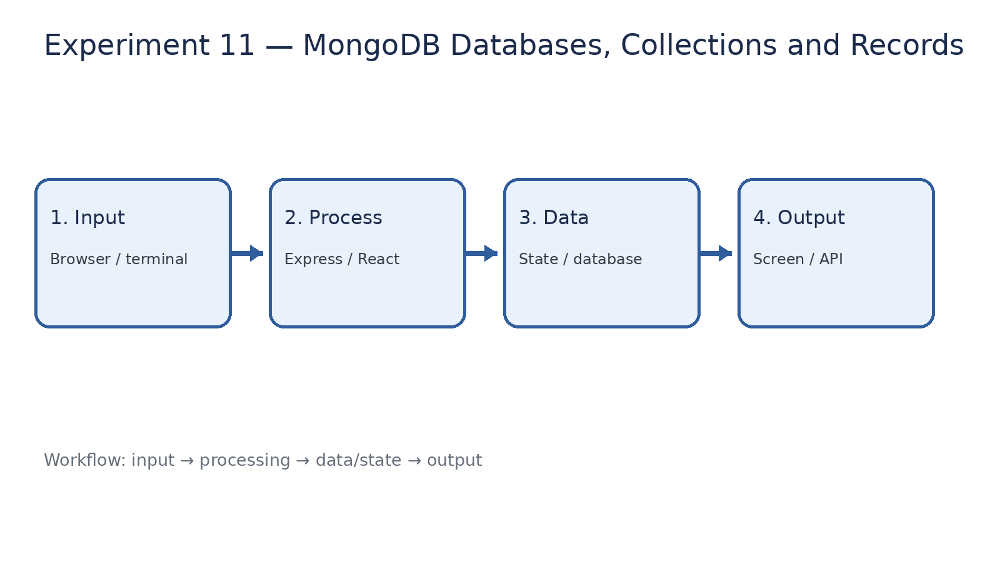 Experiment 11 — MongoDB Databases, Collections and Records
1. Input
Browser / terminal
2. Process
Express / React
3. Data
State / database
4. Output
Screen / API
Workflow: input → processing → data/state → output